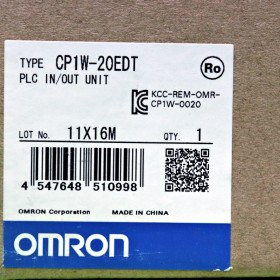 TYPE CP1W-20EDT
PLC IN/OUT UNIT
Ro
KCC-REM-OMR-
CP1W-0020
LOT No. 11X16M QTY. 1
4 547648 510998
OMRON Corporation MADE IN CHINA
OMRON